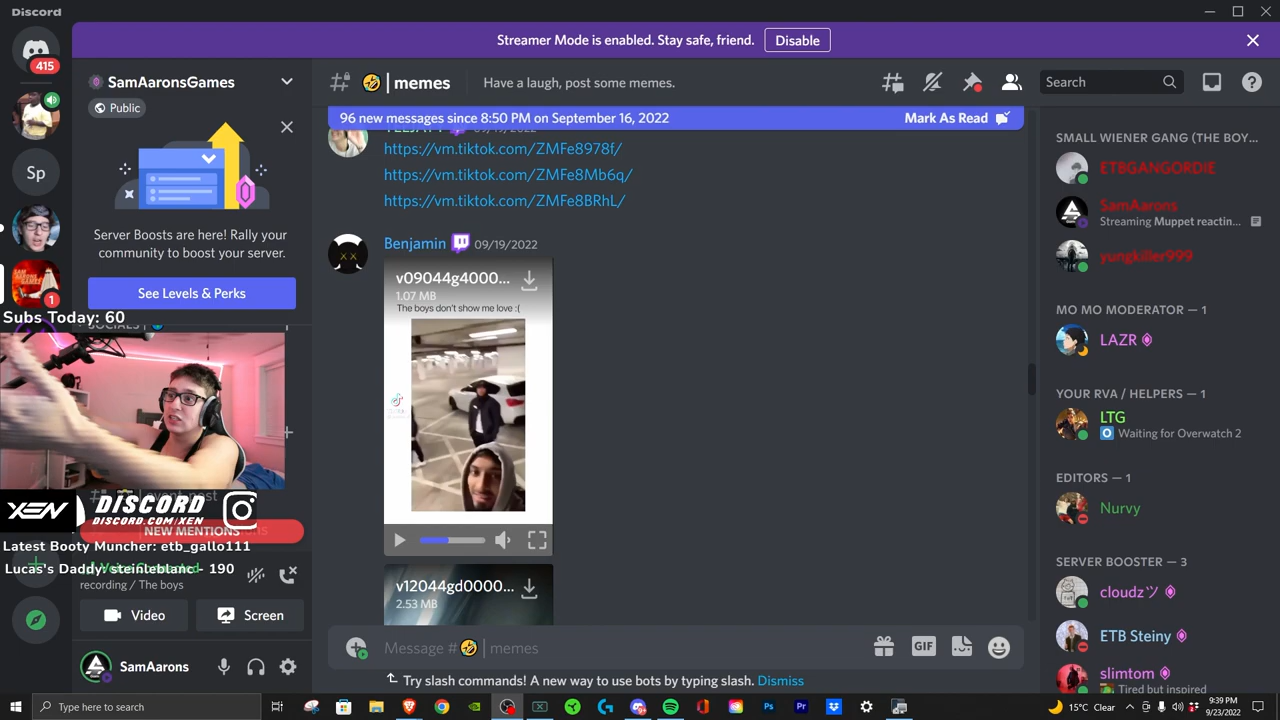 Discord
Streamer Mode is enabled. Stay safe, friend.
Disable
415
SamAaronsGames
Public
Server Boosts are here! Rally your
community to boost your server.
See Levels & Perks
Sp
1
Subs Today: 60
XEN
DISCORD
DISCORD.COM/XEN
NEW MENTIONS
Latest Booty Muncher: etb_gallo111
Lucas's Daddy: steinleblanc - 190
recording / The boys
Video
Screen
SamAarons
memes
Have a laugh, post some memes.
Search
96 new messages since 8:50 PM on September 16, 2022
Mark As Read
https://vm.tiktok.com/ZMFe8978f/
https://vm.tiktok.com/ZMFe8Mb6q/
https://vm.tiktok.com/ZMFe8BRhL/
Benjamin 09/19/2022
v09044g4000...
1.07 MB
The boys don't show me love :(
v12044gd0000...
2.53 MB
Message # 🤣 | memes
GIF
Try slash commands! A new way to use bots by typing slash. Dismiss
SMALL WIENER GANG (THE BOY...
ETBGANGORDIE
SamAarons
Streaming Muppet reactin...
yungkiller999
MO MO MODERATOR — 1
LAZR
YOUR RVA / HELPERS — 1
LTG
Waiting for Overwatch 2
EDITORS — 1
Nurvy
SERVER BOOSTER — 3
cloudzツ
ETB Steiny
slimtom
Tired but inspired
Type here to search
15°C Clear
9:39 PM
9/23/2022